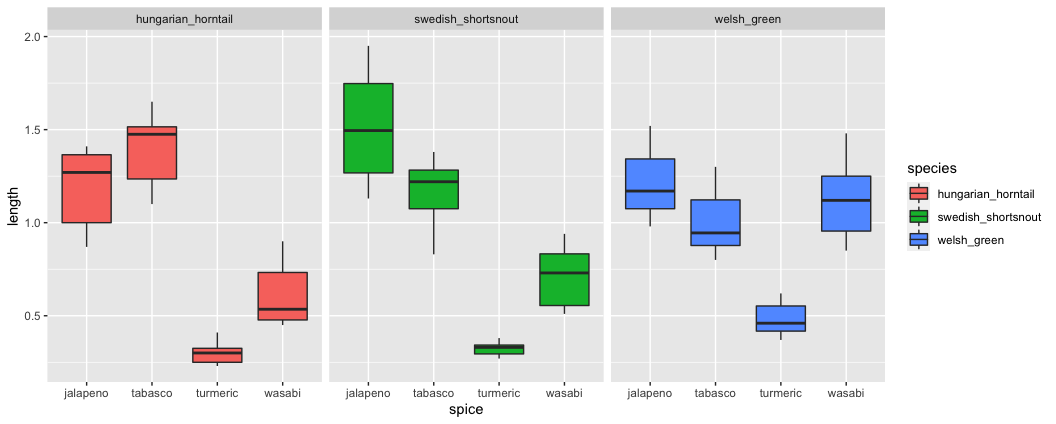 hungarian_horntail
swedish_shortsnout
welsh_green
length
2.0
1.5
1.0
0.5
jalapeno tabasco turmeric wasabi
jalapeno tabasco turmeric wasabi
jalapeno tabasco turmeric wasabi
spice
species
hungarian_horntail
swedish_shortsnout
welsh_green